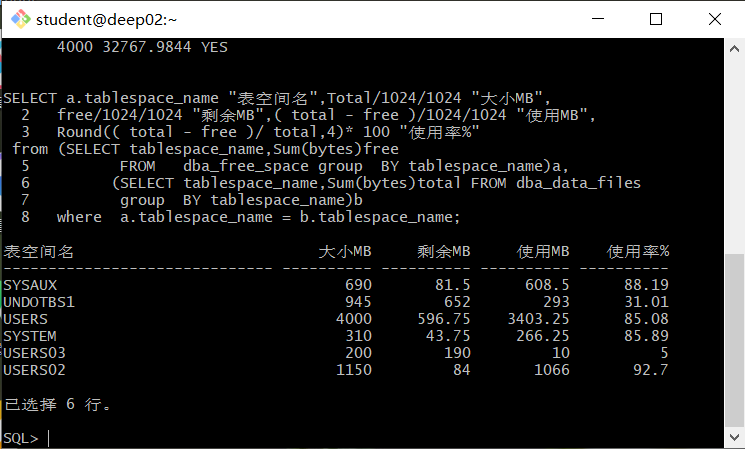 student@deep02:~
4000 32767.9844 YES
SELECT a.tablespace_name "表空间名",Total/1024/1024 "大小MB",
2 free/1024/1024 "剩余MB",( total - free )/1024/1024 "使用MB",
3 Round(( total - free )/ total,4)* 100 "使用率%"
from (SELECT tablespace_name,Sum(bytes)free
5 FROM dba_free_space group BY tablespace_name)a,
6 (SELECT tablespace_name,Sum(bytes)total FROM dba_data_files
7 group BY tablespace_name)b
8 where a.tablespace_name = b.tablespace_name;
表空间名 大小MB 剩余MB 使用MB 使用率%
------------------------------ ---------- ---------- ---------- ----------
SYSAUX 690 81.5 608.5 88.19
UNDOTBS1 945 652 293 31.01
USERS 4000 596.75 3403.25 85.08
SYSTEM 310 43.75 266.25 85.89
USERS03 200 190 10 5
USERS02 1150 84 1066 92.7
已选择 6 行。
SQL>